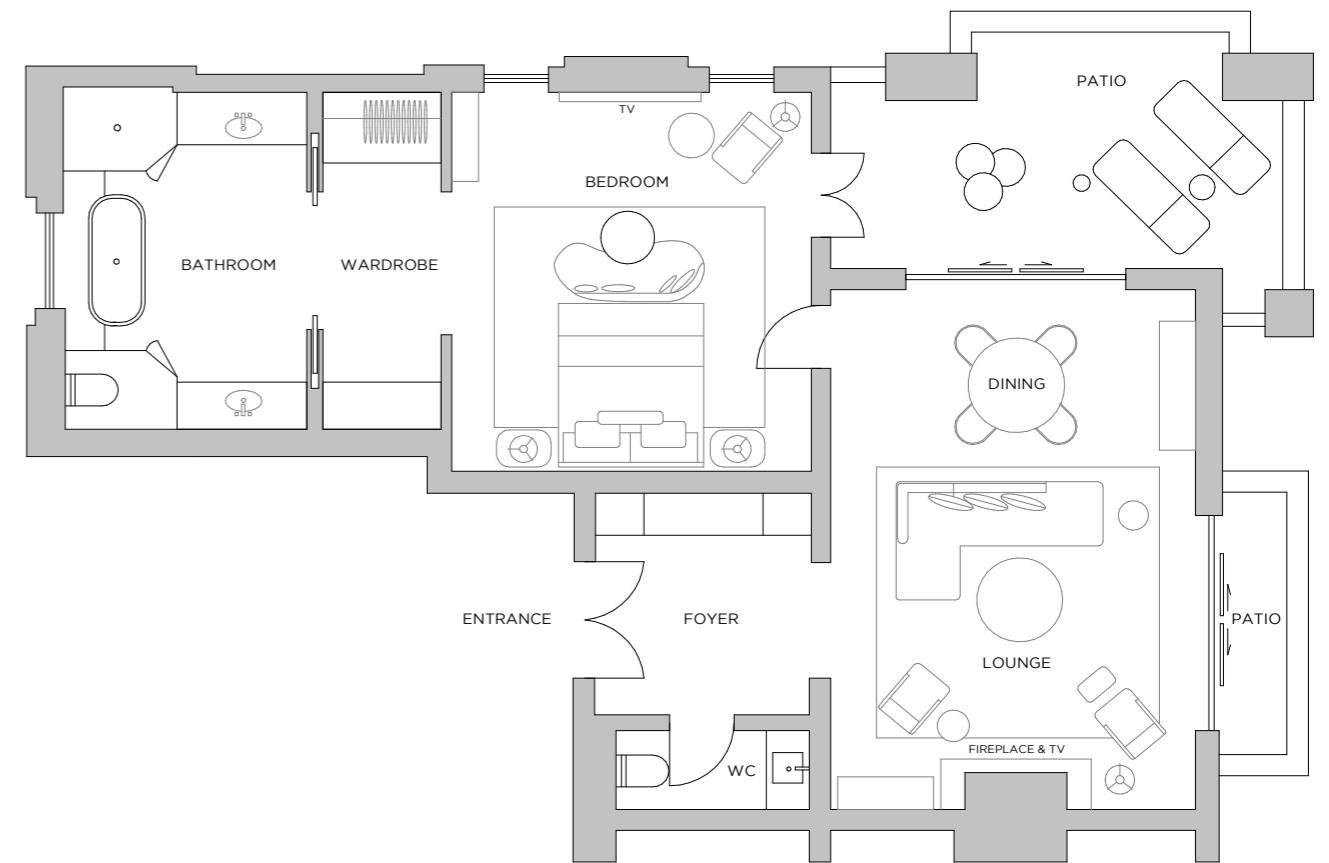 PATIO
TV
BEDROOM
BATHROOM
WARDROBE
DINING
ENTRANCE
FOYER
PATIO
LOUNGE
FIREPLACE & TV
WC